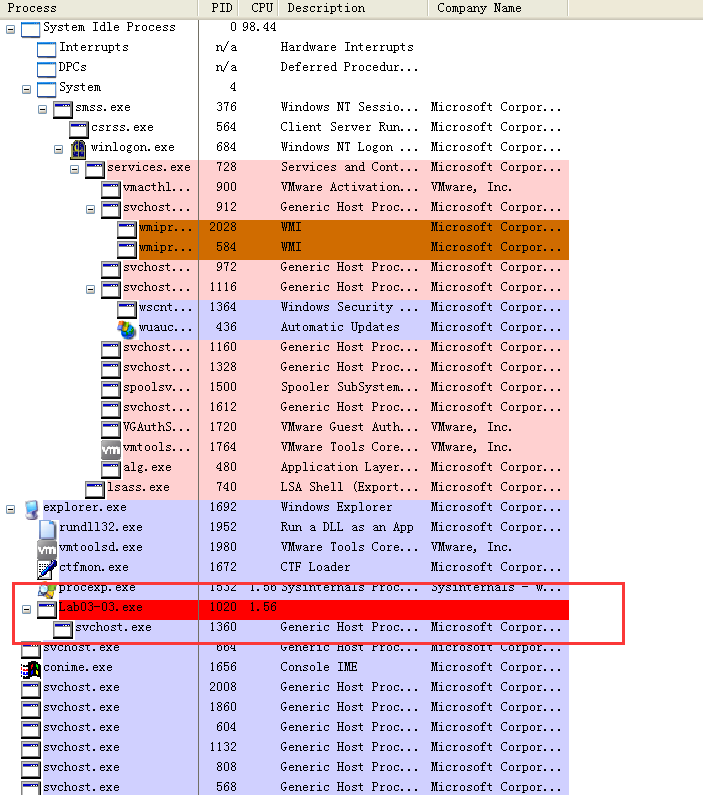 Process PID CPU Description Company Name
System Idle Process 0 98.44
Interrupts n/a Hardware Interrupts
DPCs n/a Deferred Procedur...
System 4
smss.exe 376 Windows NT Sessio... Microsoft Corpor...
csrss.exe 564 Client Server Run... Microsoft Corpor...
winlogon.exe 684 Windows NT Logon ... Microsoft Corpor...
services.exe 728 Services and Cont... Microsoft Corpor...
vmacthl... 900 VMware Activation... VMware, Inc.
svchost... 912 Generic Host Proc... Microsoft Corpor...
wmipr... 2028 WMI Microsoft Corpor...
wmipr... 584 WMI Microsoft Corpor...
svchost... 972 Generic Host Proc... Microsoft Corpor...
svchost... 1116 Generic Host Proc... Microsoft Corpor...
wscnt... 1364 Windows Security ... Microsoft Corpor...
wuauc... 436 Automatic Updates Microsoft Corpor...
svchost... 1160 Generic Host Proc... Microsoft Corpor...
svchost... 1328 Generic Host Proc... Microsoft Corpor...
spoolsv... 1500 Spooler SubSystem... Microsoft Corpor...
svchost... 1612 Generic Host Proc... Microsoft Corpor...
VGAuthS... 1720 VMware Guest Auth... VMware, Inc.
vmtools... 1764 VMware Tools Core... VMware, Inc.
alg.exe 480 Application Layer... Microsoft Corpor...
lsass.exe 740 LSA Shell (Export... Microsoft Corpor...
explorer.exe 1692 Windows Explorer Microsoft Corpor...
rundll32.exe 1952 Run a DLL as an App Microsoft Corpor...
vmtoolsd.exe 1980 VMware Tools Core... VMware, Inc.
ctfmon.exe 1672 CTF Loader Microsoft Corpor...
procexp.exe 1532 1.56 Sysinternals Proc... Sysinternals - w...
Lab03-03.exe 1020 1.56
svchost.exe 1360 Generic Host Proc... Microsoft Corpor...
svchost.exe 664 Generic Host Proc... Microsoft Corpor...
conime.exe 1656 Console IME Microsoft Corpor...
svchost.exe 2008 Generic Host Proc... Microsoft Corpor...
svchost.exe 1860 Generic Host Proc... Microsoft Corpor...
svchost.exe 604 Generic Host Proc... Microsoft Corpor...
svchost.exe 1132 Generic Host Proc... Microsoft Corpor...
svchost.exe 808 Generic Host Proc... Microsoft Corpor...
svchost.exe 568 Generic Host Proc... Microsoft Corpor...